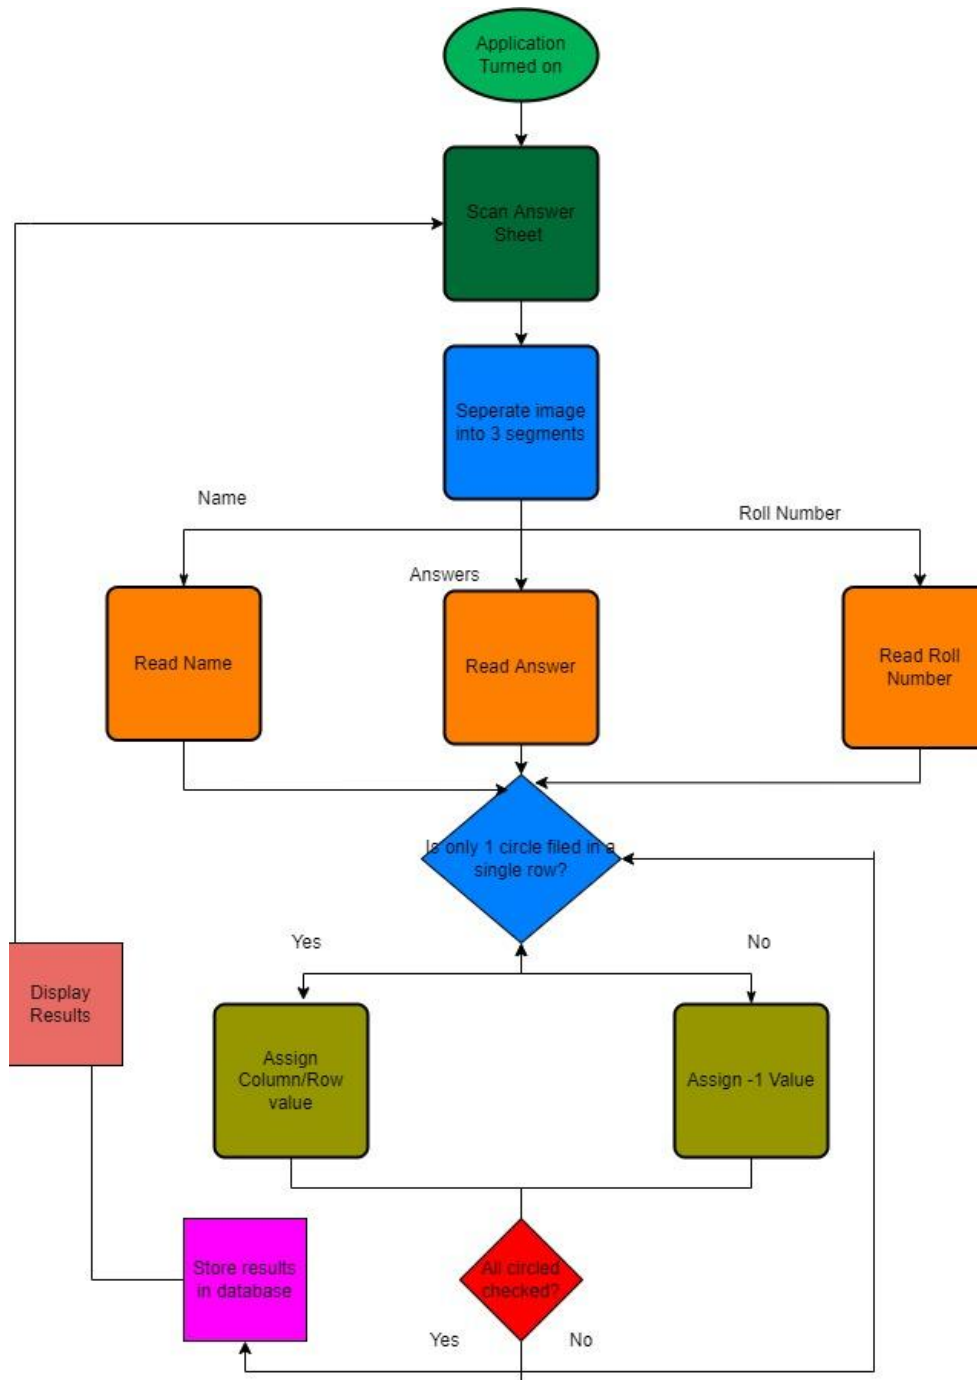 Application
Turned on
Scan Answer
Sheet
Seperate image
into 3 segments
Name
Roll Number
Answers
Read Name
Read Answer
Read Roll
Number
Is only 1 circle filed in a
single row?
Yes
No
Display
Results
Assign
Column/Row
value
Assign -1 Value
Store results
in database
All circled
checked?
Yes
No